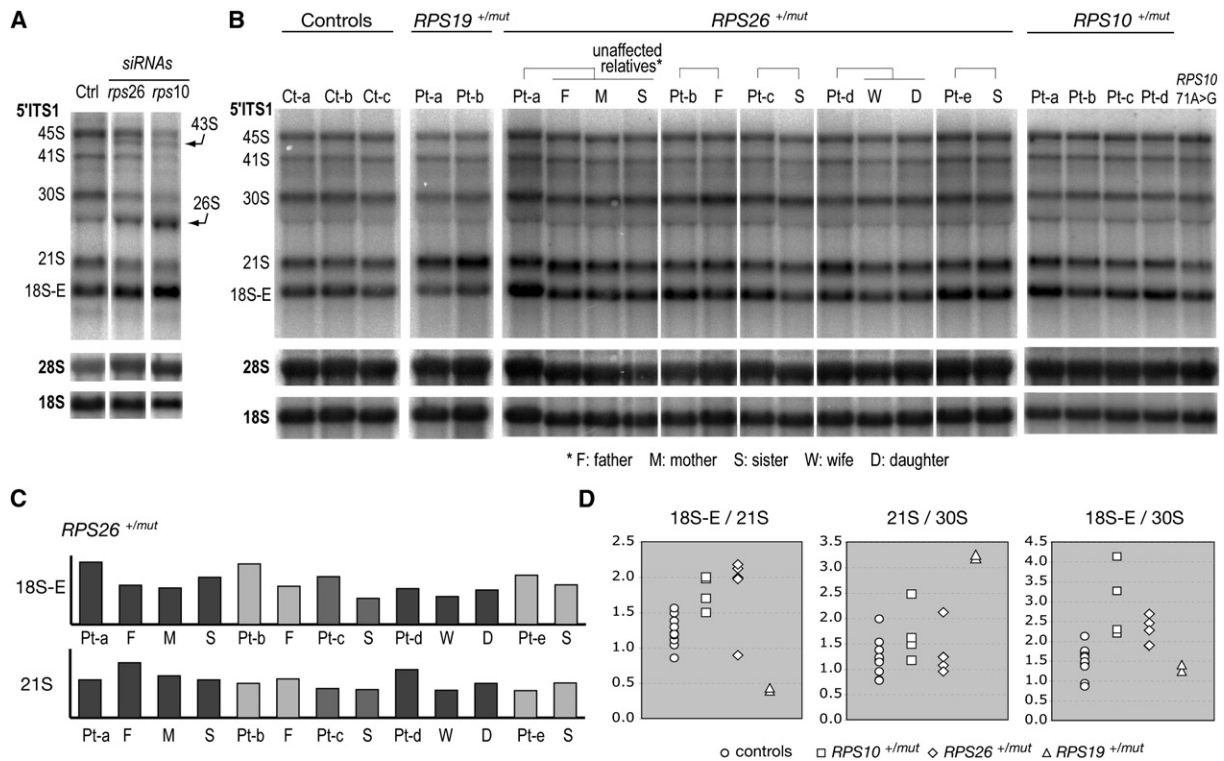 A
siRNAs
Ctrl rps26 rps10
5'ITS1
45S
41S
30S
21S
18S-E
43S
26S
28S
18S
B
Controls RPS19 +/mut RPS26 +/mut RPS10 +/mut
unaffected
relatives*
Ct-a Ct-b Ct-c Pt-a Pt-b Pt-a F M S Pt-b F Pt-c S Pt-d W D Pt-e S Pt-a Pt-b Pt-c Pt-d RPS10
71A>G
5'ITS1
45S
41S
30S
21S
18S-E
28S
18S
* F: father M: mother S: sister W: wife D: daughter
C
RPS26 +/mut
18S-E
Pt-a F M S Pt-b F Pt-c S Pt-d W D Pt-e S
21S
Pt-a F M S Pt-b F Pt-c S Pt-d W D Pt-e S
D
18S-E / 21S
2.5
2.0
1.5
1.0
0.5
0.0
21S / 30S
3.5
3.0
2.5
2.0
1.5
1.0
0.5
0.0
18S-E / 30S
4.5
4.0
3.5
3.0
2.5
2.0
1.5
1.0
0.5
0.0
controls RPS10 +/mut RPS26 +/mut RPS19 +/mut